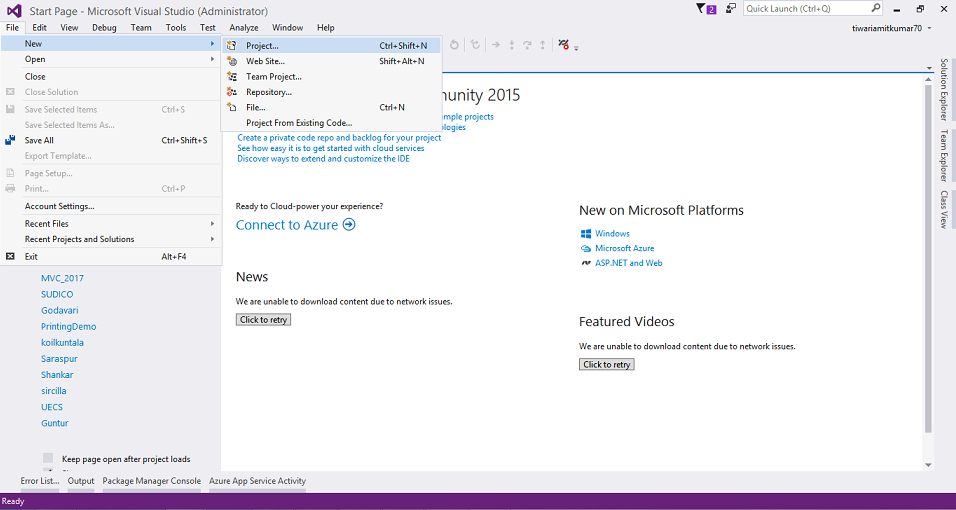 Start Page - Microsoft Visual Studio (Administrator)
2
Quick Launch (Ctrl+Q)
File Edit View Debug Team Tools Test Analyze Window Help
tiwariamitkumar70
New
Open
Close
Close Solution
Save Selected Items Ctrl+S
Save Selected Items As...
Save All Ctrl+Shift+S
Export Template...
Page Setup...
Print... Ctrl+P
Account Settings...
Recent Files
Recent Projects and Solutions
Exit Alt+F4
Project... Ctrl+Shift+N
Web Site... Shift+Alt+N
Team Project...
Repository...
File... Ctrl+N
Project From Existing Code...
munity 2015
mple projects
ologies
Create a private code repo and backlog for your project
See how easy it is to get started with cloud services
Discover ways to extend and customize the IDE
Ready to Cloud-power your experience?
Connect to Azure
News
We are unable to download content due to network issues.
Click to retry
New on Microsoft Platforms
Windows
Microsoft Azure
ASP.NET and Web
Featured Videos
We are unable to download content due to network issues.
Click to retry
MVC_2017
SUDICO
Godavari
PrintingDemo
koilkuntala
Saraspur
Shankar
sircilla
UECS
Guntur
Keep page open after project loads
Solution Explorer
Team Explorer
Class View
Error List... Output Package Manager Console Azure App Service Activity
Ready